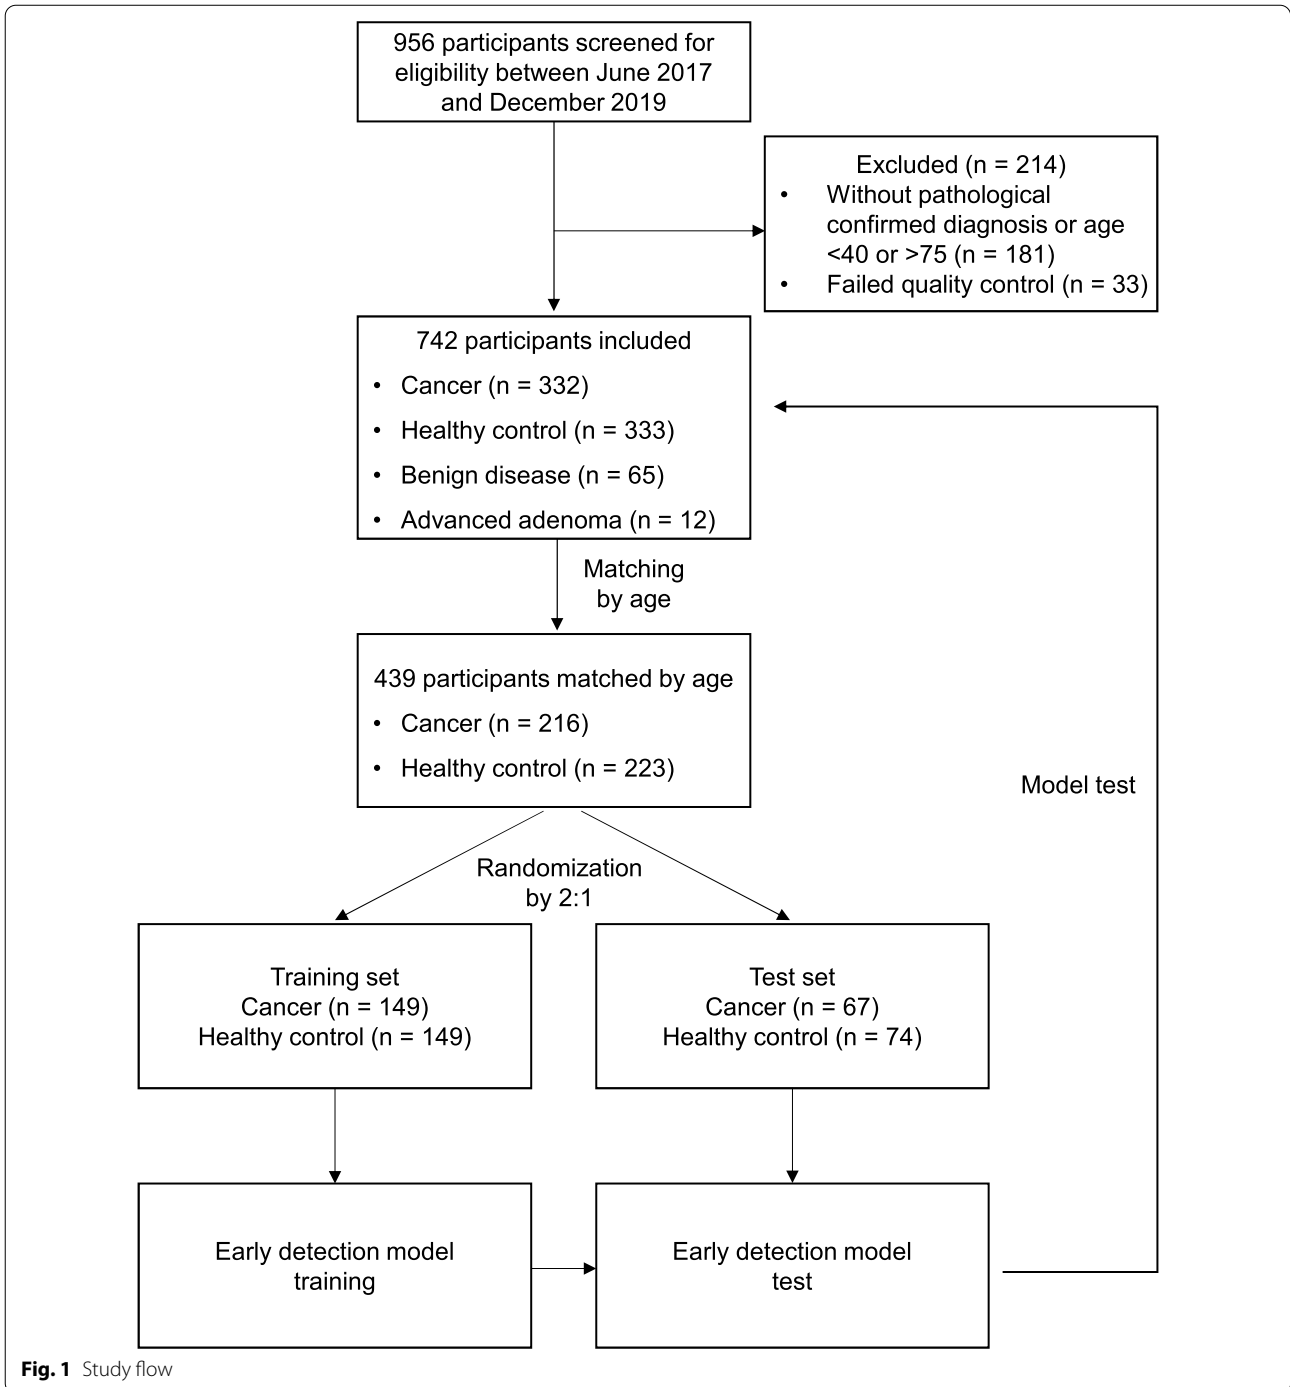 956 participants screened for
eligibility between June 2017
and December 2019
Excluded (n = 214)
• Without pathological
confirmed diagnosis or age
<40 or >75 (n = 181)
• Failed quality control (n = 33)
742 participants included
• Cancer (n = 332)
• Healthy control (n = 333)
• Benign disease (n = 65)
• Advanced adenoma (n = 12)
Matching
by age
439 participants matched by age
• Cancer (n = 216)
• Healthy control (n = 223)
Model test
Randomization
by 2:1
Training set
Cancer (n = 149)
Healthy control (n = 149)
Test set
Cancer (n = 67)
Healthy control (n = 74)
Early detection model
training
Early detection model
test
Fig. 1 Study flow